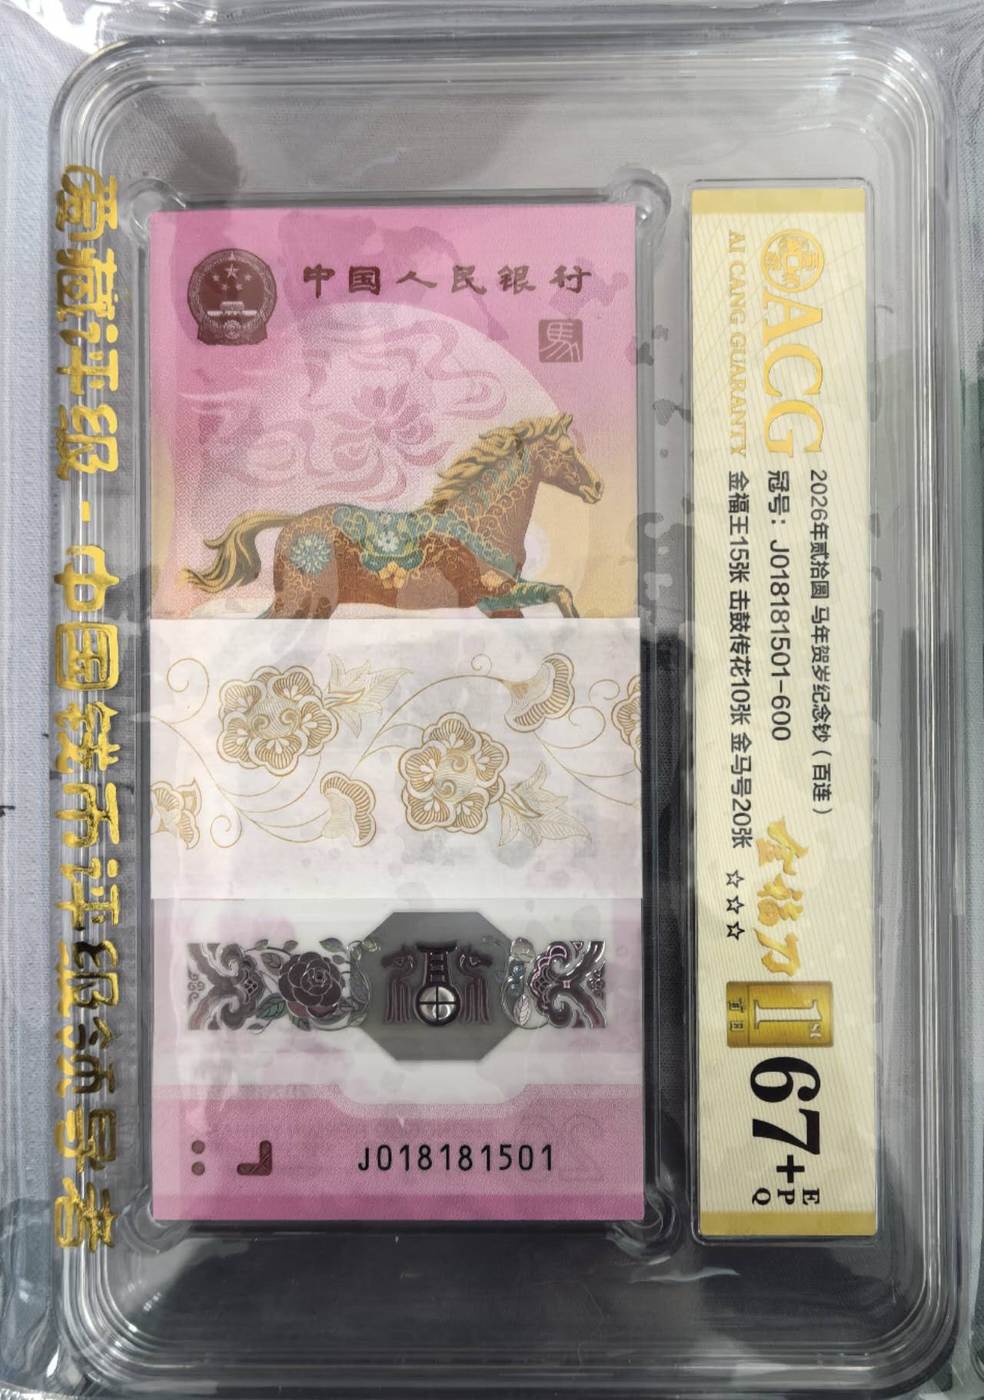 爱藏评级-中国钱币评级领导者
中国人民银行
馬
J018181501
ACG
AI CANG GUARANTY
2026年贰拾圆 马年贺岁纪念钞（百连）
冠号：J018181501-600
金福王15张 击鼓传花10张 金马号20张 ☆☆☆
1ST
百日
67+
EPQ